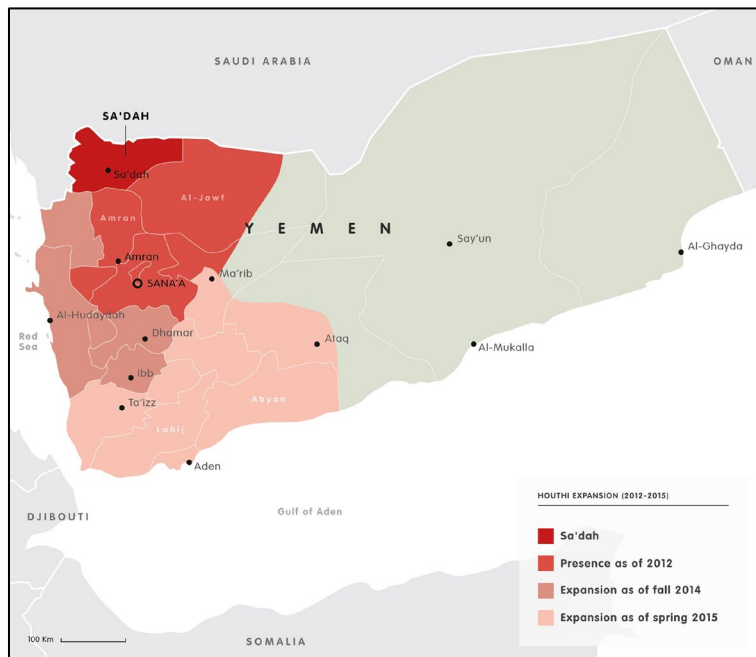 SAUDI ARABIA
OMAN
SA'DAH
Sa'dah
Al-Jawf
Amran
YEMEN
Say'un
Al-Ghayda
Amran
Ma'rib
SANA'A
Al-Hudaydah
Red
Sea
Dhamar
Ataq
Al-Mukalla
Ibb
Abyan
Ta'izz
Lahij
Aden
Gulf of Aden
DJIBOUTI
HOUTHI EXPANSION (2012-2015)
Sa'dah
Presence as of 2012
Expansion as of fall 2014
Expansion as of spring 2015
100 Km
SOMALIA